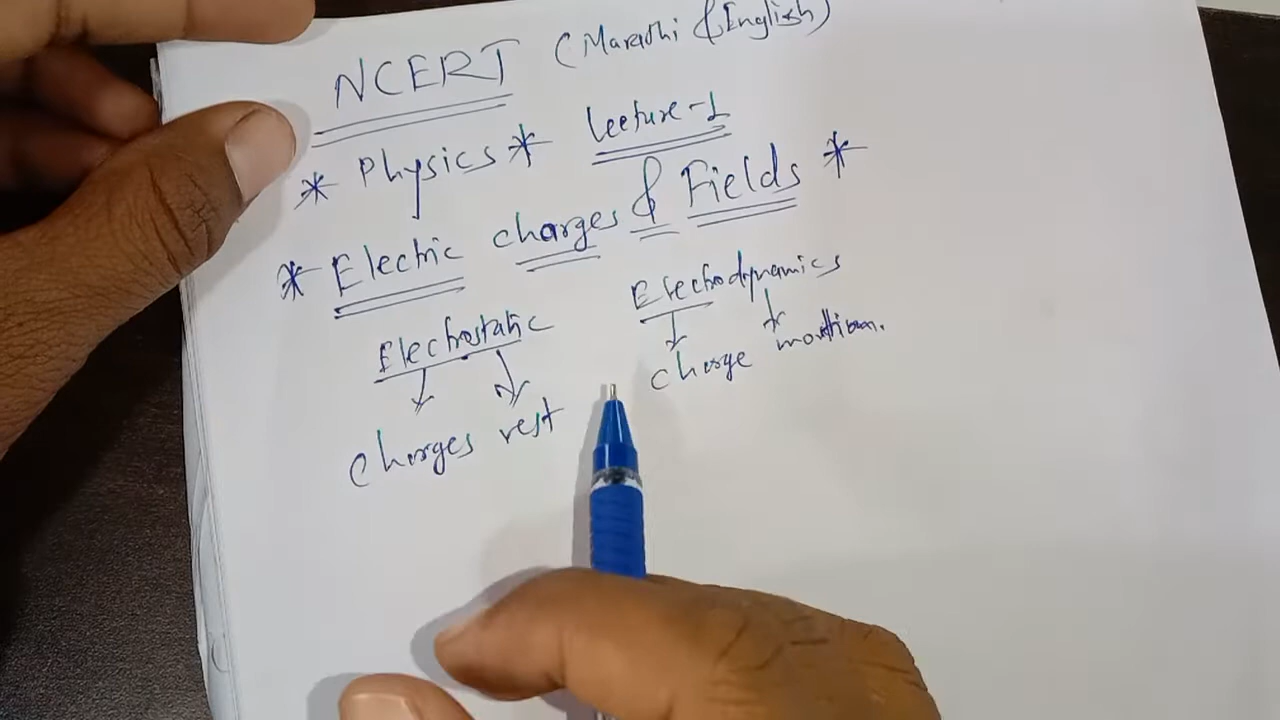 NCERT (Marathi & English)
* Physics * Lecture-1
* Electric charges & Fields *
Electrostatic Electrodynamics
charges rest charge motion.